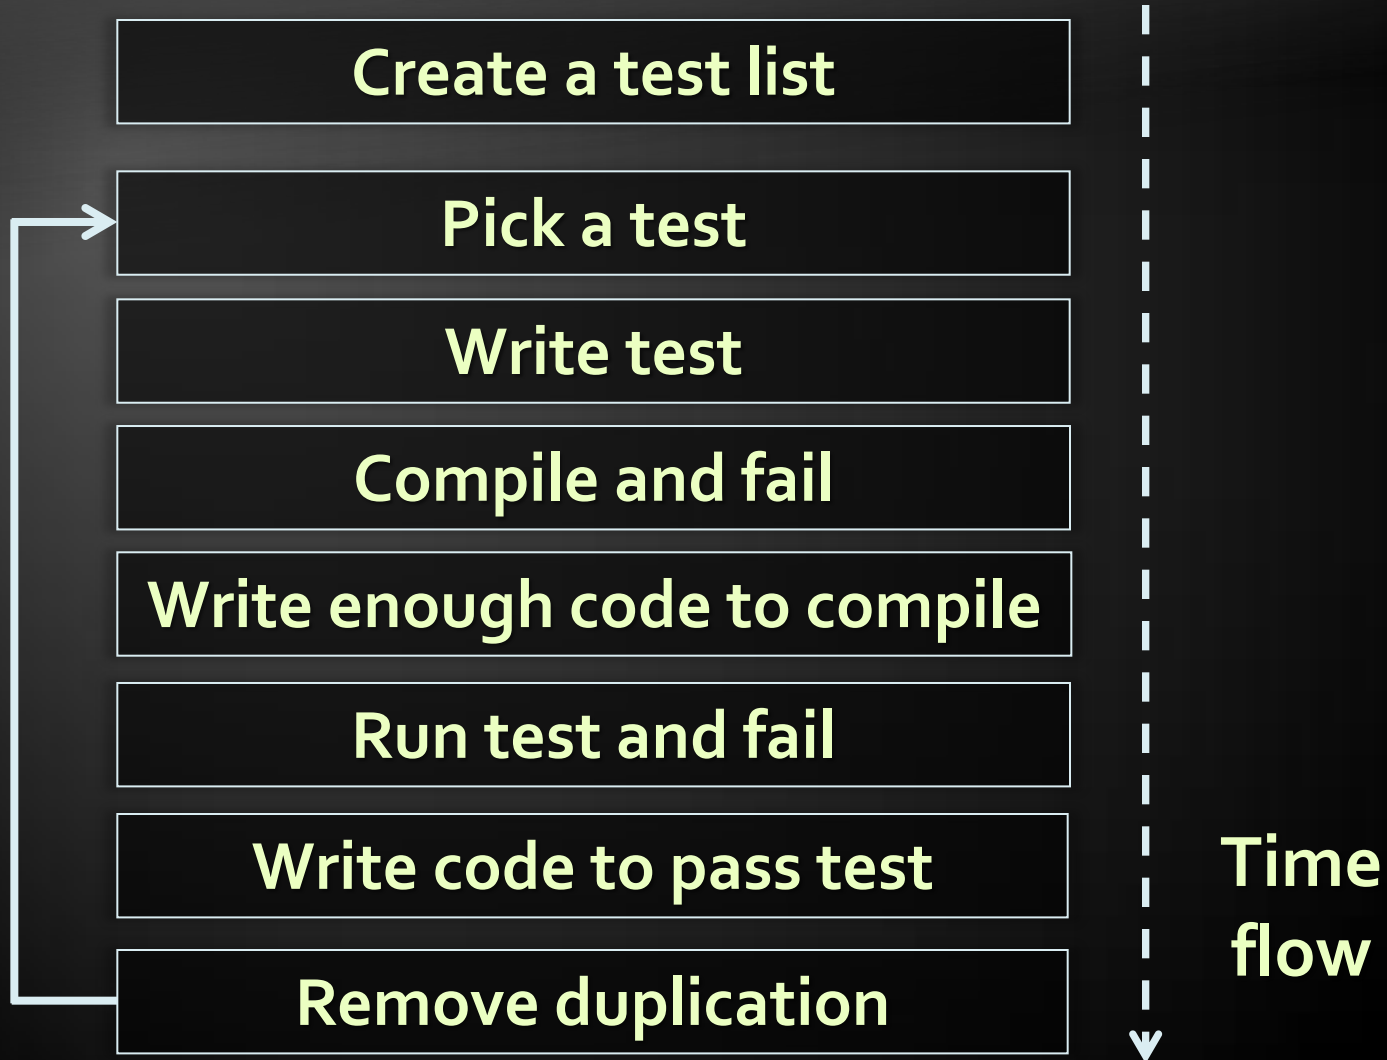 Create a test list
Pick a test
Write test
Compile and fail
Write enough code to compile
Run test and fail
Write code to pass test
Remove duplication
Time
flow